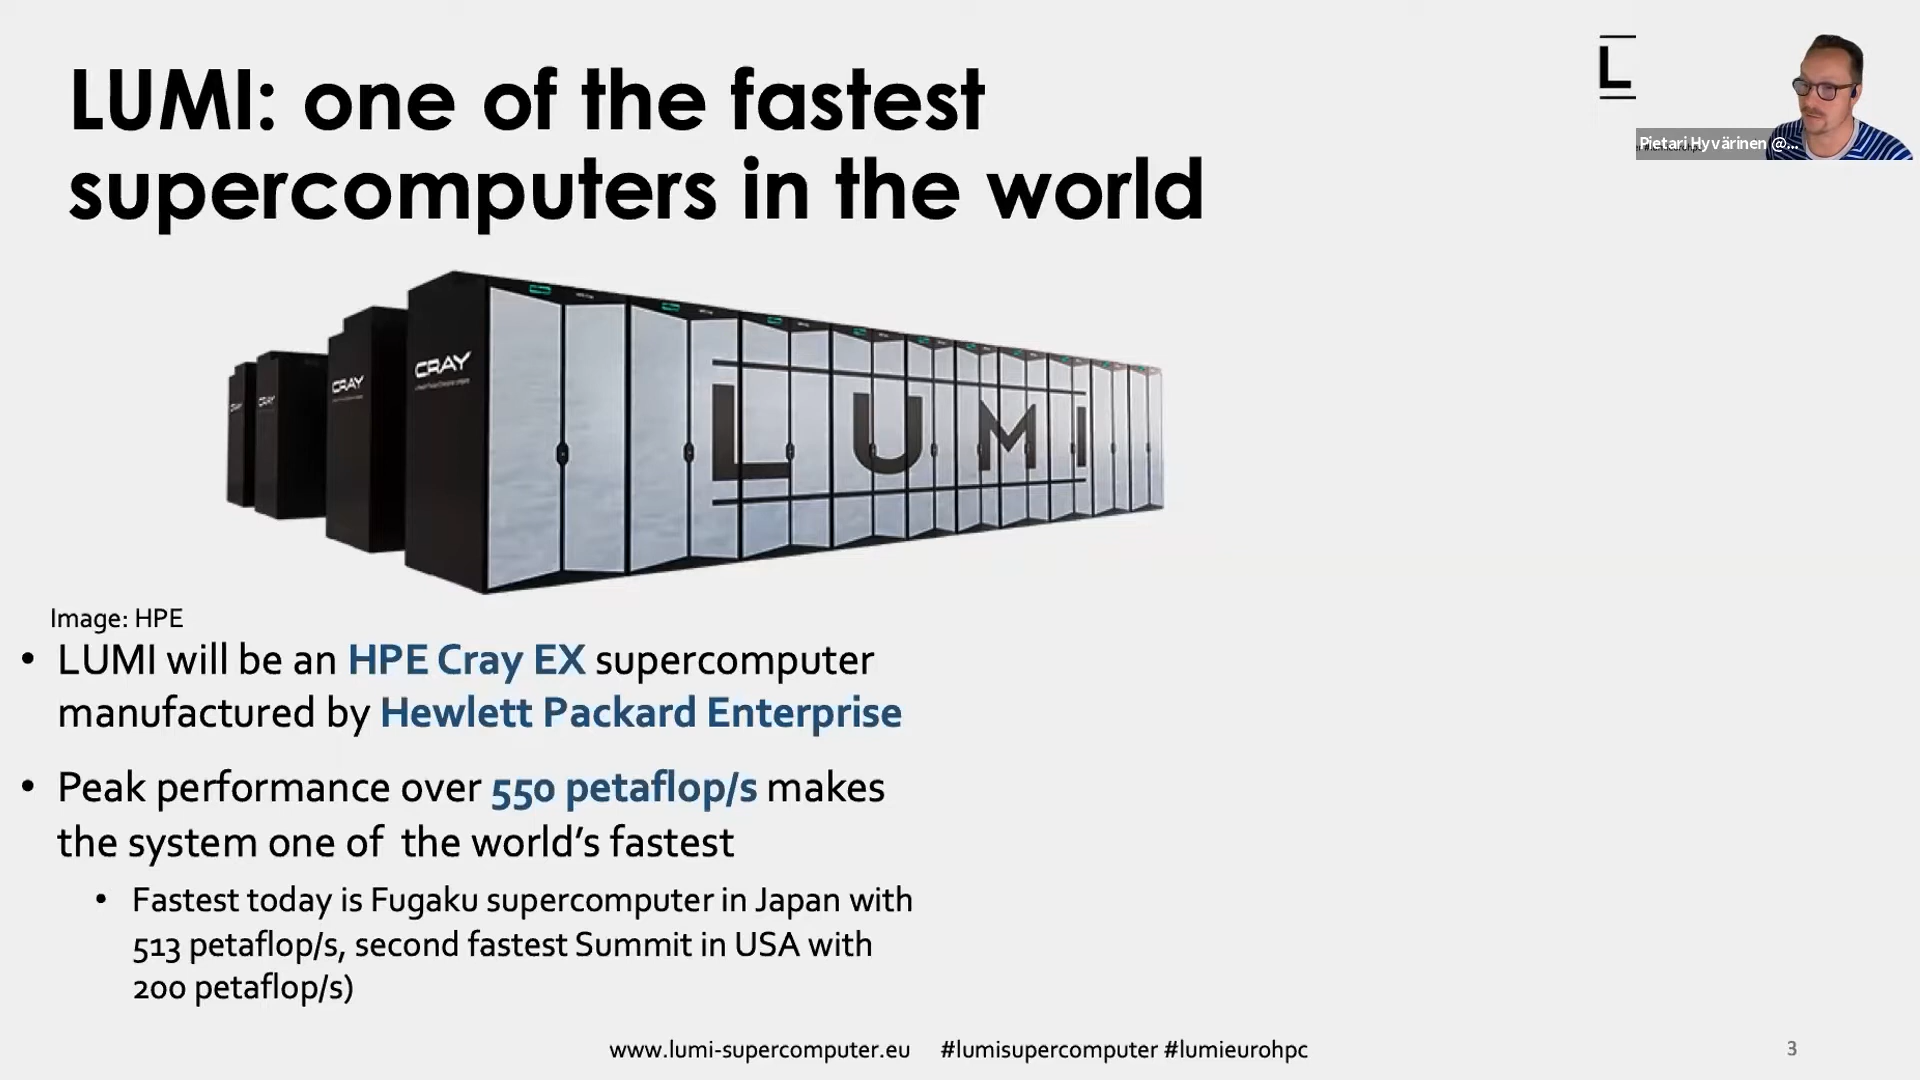 LUMI: one of the fastest
supercomputers in the world
L
Pietari Hyvärinen @...
CRAY
CRAY
CRAY
CRAY
LUMI
Image: HPE
• LUMI will be an HPE Cray EX supercomputer
manufactured by Hewlett Packard Enterprise
• Peak performance over 550 petaflop/s makes
the system one of the world's fastest
• Fastest today is Fugaku supercomputer in Japan with
513 petaflop/s, second fastest Summit in USA with
200 petaflop/s)
www.lumi-supercomputer.eu #lumisupercomputer #lumieurohpc
3